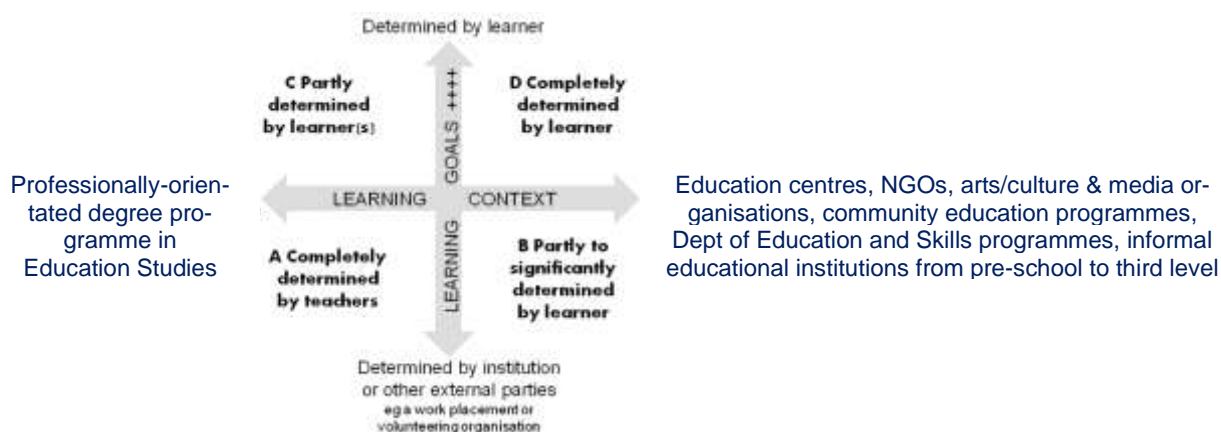 Determined by learner
C Partly
determined
by learner(s)
D Completely
determined
by learner
LEARNING GOALS ++++
LEARNING CONTEXT
Professionally-orien-
tated degree pro-
gramme in
Education Studies
Education centres, NGOs, arts/culture & media or-
ganisations, community education programmes,
Dept of Education and Skills programmes, informal
educational institutions from pre-school to third level
A Completely
determined
by teachers
B Partly to
significantly
determined
by learner
Determined by institution
or other external parties
eg a work placement or
volunteering organisation